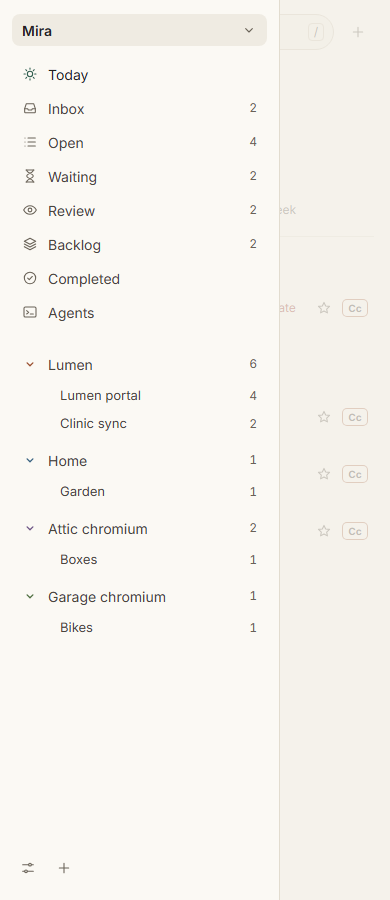 Mira
/
Today
Inbox 2
Open 4
Waiting 2
Review 2
eek
Backlog 2
Completed
Agents
ate
Cc
Lumen 6
Lumen portal 4
Clinic sync 2
Cc
Home 1
Cc
Garden 1
Attic chromium 2
Cc
Boxes 1
Garage chromium 1
Bikes 1